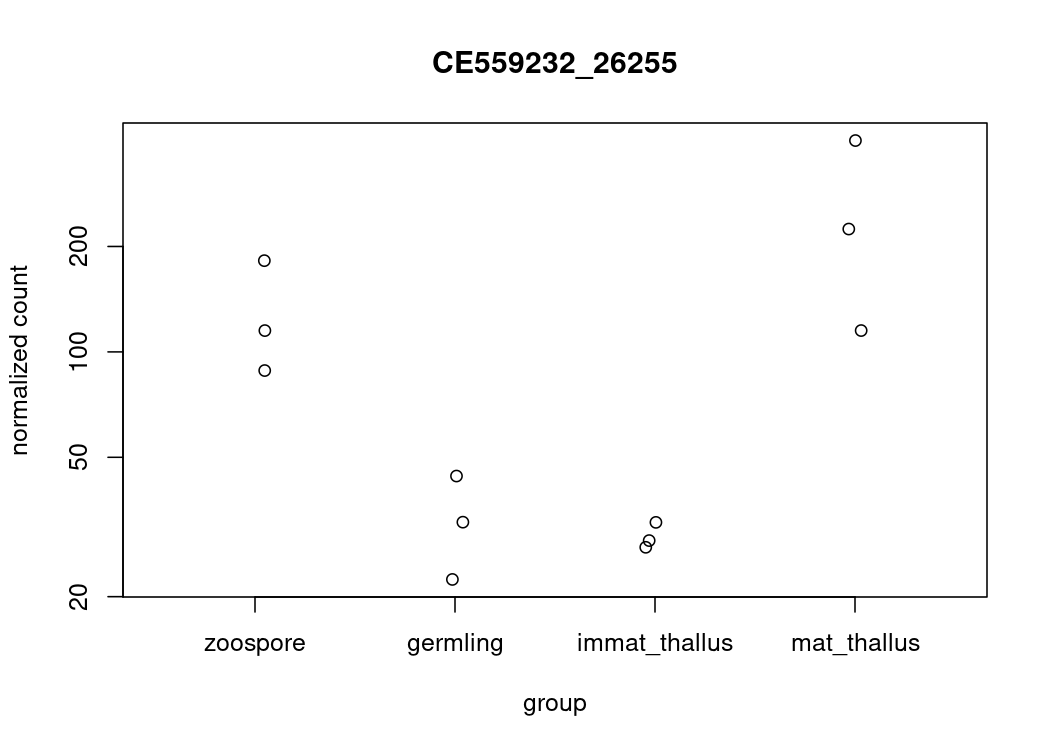 CE559232_26255
normalized count
200
100
50
20
zoospore germling immat_thallus mat_thallus
group